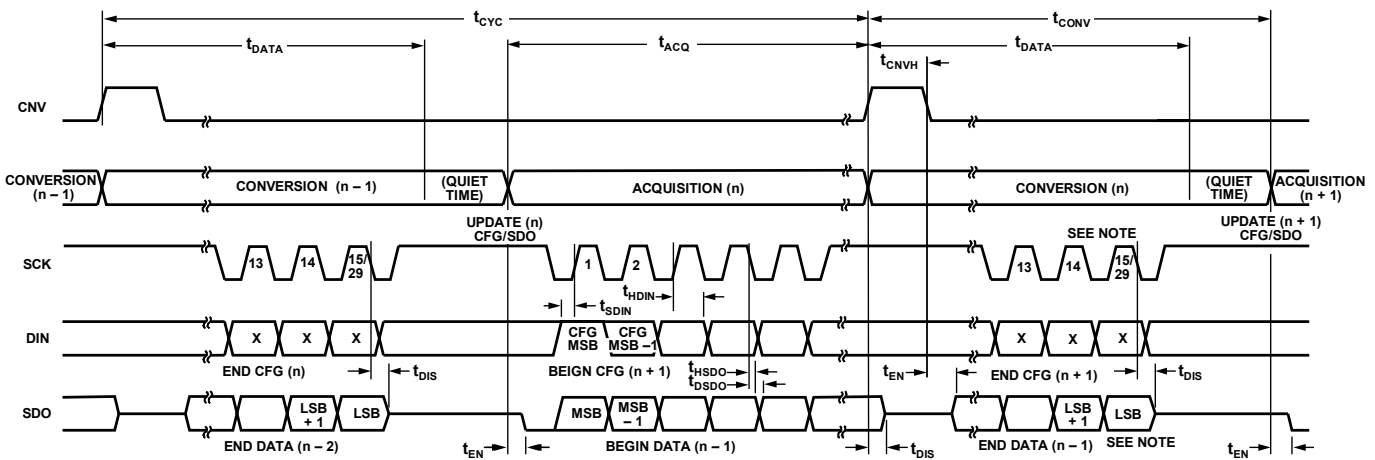 tCYC
tCONV
tDATA
tACQ
tDATA
tCNVH
CNV
CONVERSION
(n – 1)
CONVERSION (n – 1)
(QUIET
TIME)
ACQUISITION (n)
CONVERSION (n)
(QUIET
TIME)
ACQUISITION
(n + 1)
UPDATE (n)
CFG/SDO
SEE NOTE
UPDATE (n + 1)
CFG/SDO
SCK
13
14
15/
29
1
2
13
14
15/
29
tHDIN
tSDIN
DIN
X
X
X
CFG
MSB
CFG
MSB –1
X
X
X
END CFG (n)
tDIS
BEIGN CFG (n + 1)
tHSDO
tDSDO
tEN
END CFG (n + 1)
tDIS
SDO
LSB
+ 1
LSB
MSB
MSB
– 1
LSB
+ 1
LSB
END DATA (n – 2)
tEN
BEGIN DATA (n – 1)
tDIS
END DATA (n – 1)
SEE NOTE
tEN